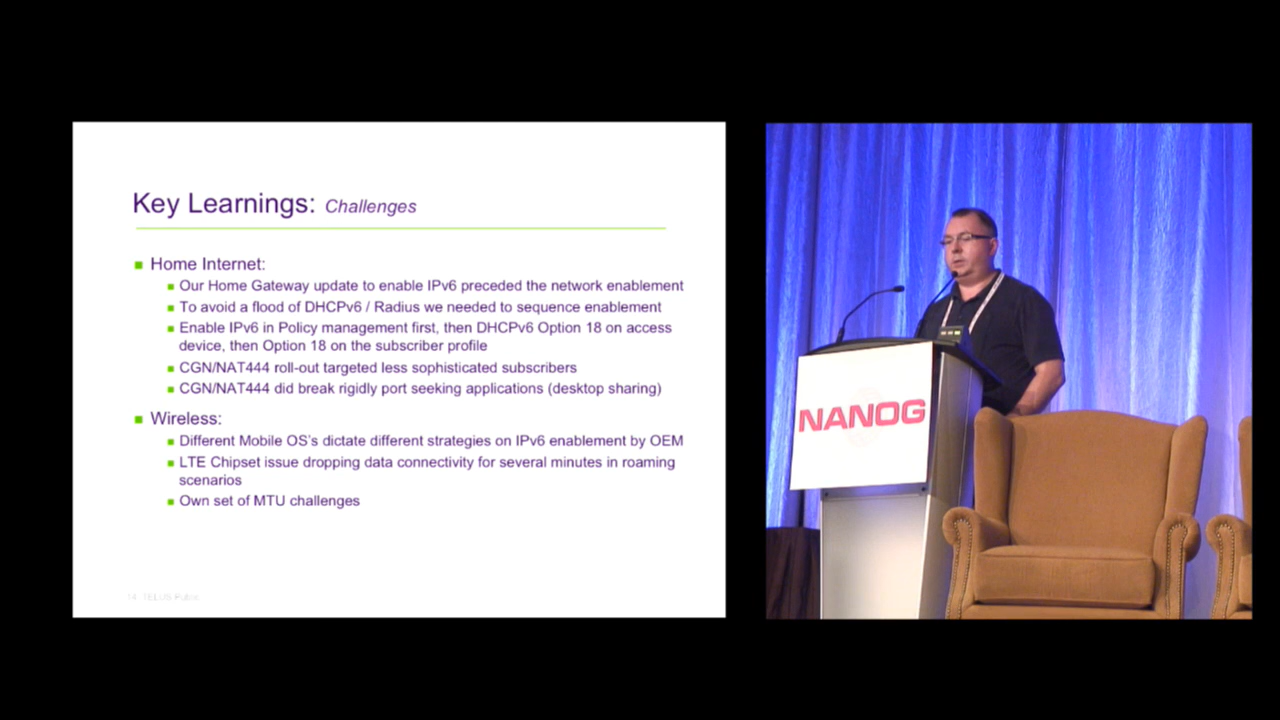 Key Learnings: Challenges
Home Internet:
Our Home Gateway update to enable IPv6 preceded the network enablement
To avoid a flood of DHCPv6 / Radius we needed to sequence enablement
Enable IPv6 in Policy management first, then DHCPv6 Option 18 on access
device, then Option 18 on the subscriber profile
CGN/NAT444 roll-out targeted less sophisticated subscribers
CGN/NAT444 did break rigidly port seeking applications (desktop sharing)
Wireless:
Different Mobile OS's dictate different strategies on IPv6 enablement by OEM
LTE Chipset issue dropping data connectivity for several minutes in roaming
scenarios
Own set of MTU challenges
14 TELUS Public
NANOG